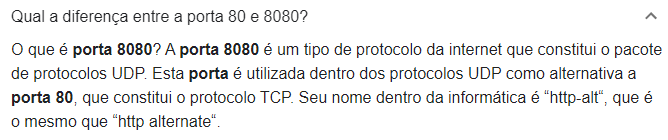 Qual a diferença entre a porta 80 e 8080?
O que é porta 8080? A porta 8080 é um tipo de protocolo da internet que constitui o pacote
de protocolos UDP. Esta porta é utilizada dentro dos protocolos UDP como alternativa a
porta 80, que constitui o protocolo TCP. Seu nome dentro da informática é “http-alt“, que é
o mesmo que “http alternate“.